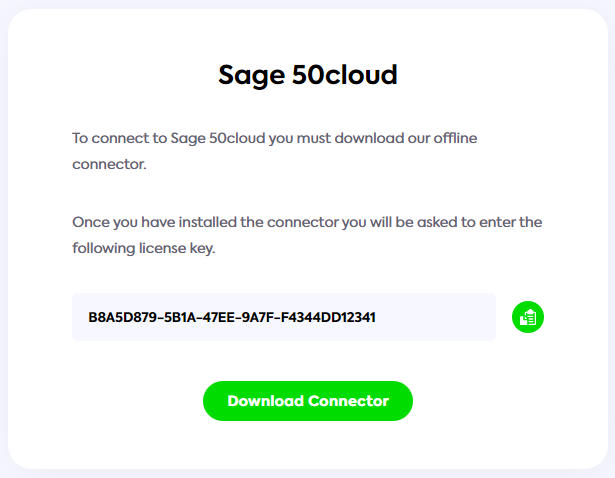 Sage 50cloud
To connect to Sage 50cloud you must download our offline
connector.
Once you have installed the connector you will be asked to enter the
following license key.
B8A5D879-5B1A-47EE-9A7F-F4344DD12341
Download Connector